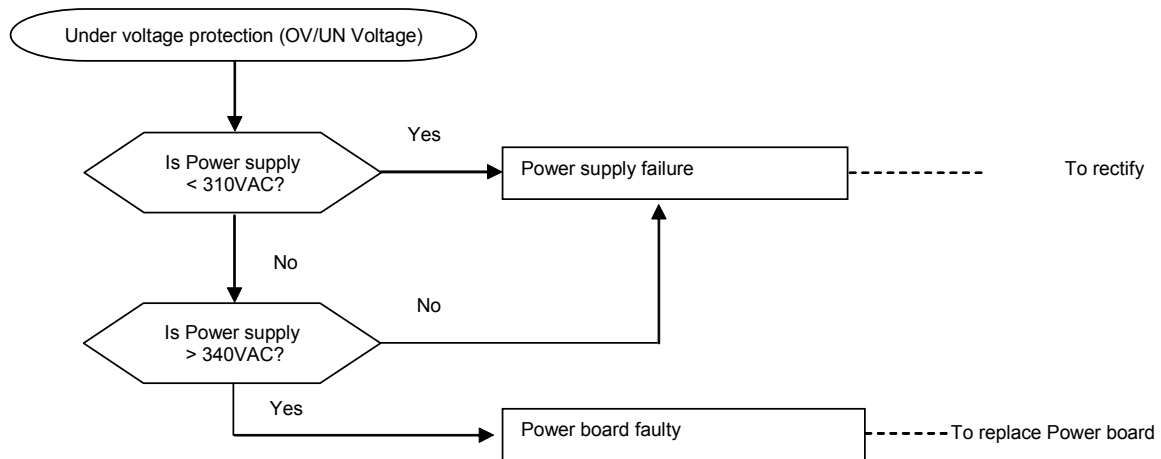 Under voltage protection (OV/UN Voltage)
Yes
Is Power supply
< 310VAC?
Power supply failure
To rectify
No
No
Is Power supply
> 340VAC?
Yes
Power board faulty
To replace Power board